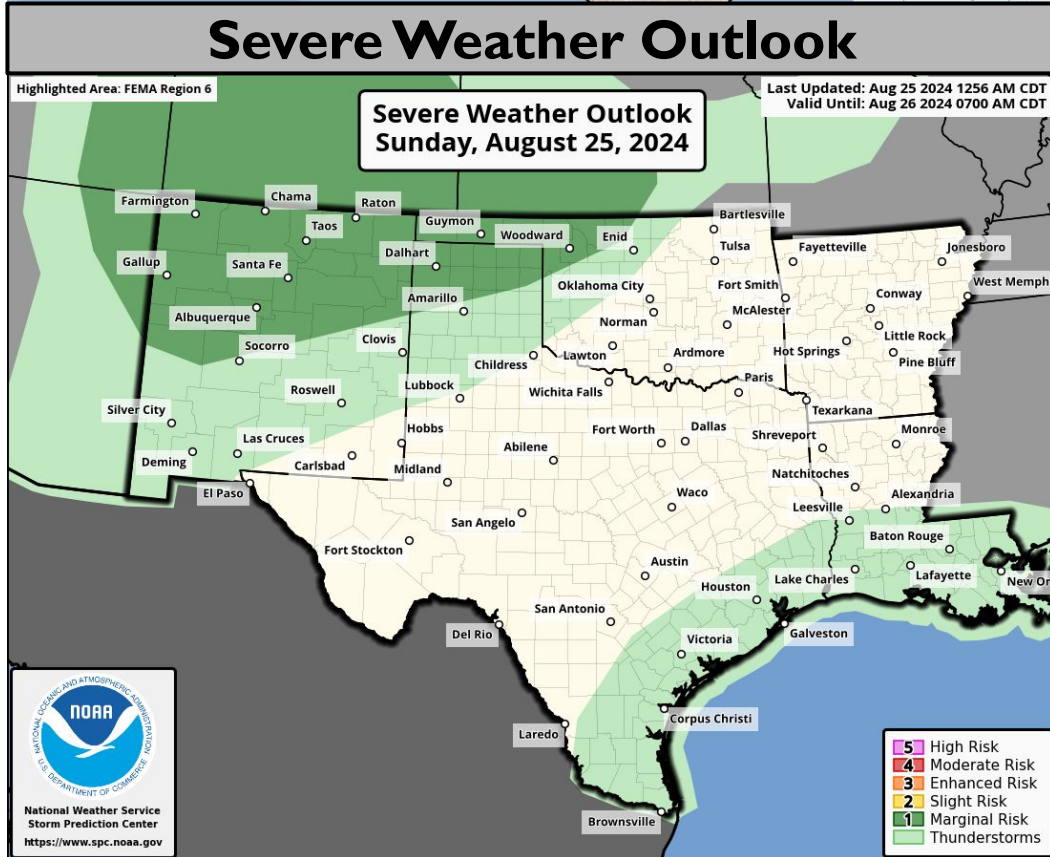 Severe Weather Outlook
Highlighted Area: FEMA Region 6
Last Updated: Aug 25 2024 1256 AM CDT
Valid Until: Aug 26 2024 0700 AM CDT
Severe Weather Outlook
Sunday, August 25, 2024
Farmington
Chama
Raton
Taos
Guymon
Woodward
Enid
Bartlesville
Tulsa
Fayetteville
Jonesboro
Gallup
Santa Fe
Dalhart
Amarillo
Oklahoma City
Fort Smith
Conway
West Memph
Albuquerque
Norman
McAlester
Little Rock
Socorro
Clovis
Childress
Lawton
Ardmore
Hot Springs
Pine Bluff
Roswell
Lubbock
Wichita Falls
Paris
Texarkana
Silver City
Las Cruces
Hobbs
Fort Worth
Dallas
Shreveport
Monroe
Deming
Carlsbad
Midland
Abilene
Natchitoches
El Paso
San Angelo
Waco
Leesville
Alexandria
Fort Stockton
Baton Rouge
Austin
Houston
Lake Charles
Lafayette
New Or
San Antonio
Del Rio
Victoria
Galveston
Laredo
Corpus Christi
Brownsville
NATIONAL OCEANIC AND ATMOSPHERIC ADMINISTRATION
NOAA
U.S. DEPARTMENT OF COMMERCE
National Weather Service
Storm Prediction Center
https://www.spc.noaa.gov
5 High Risk
4 Moderate Risk
3 Enhanced Risk
2 Slight Risk
1 Marginal Risk
Thunderstorms